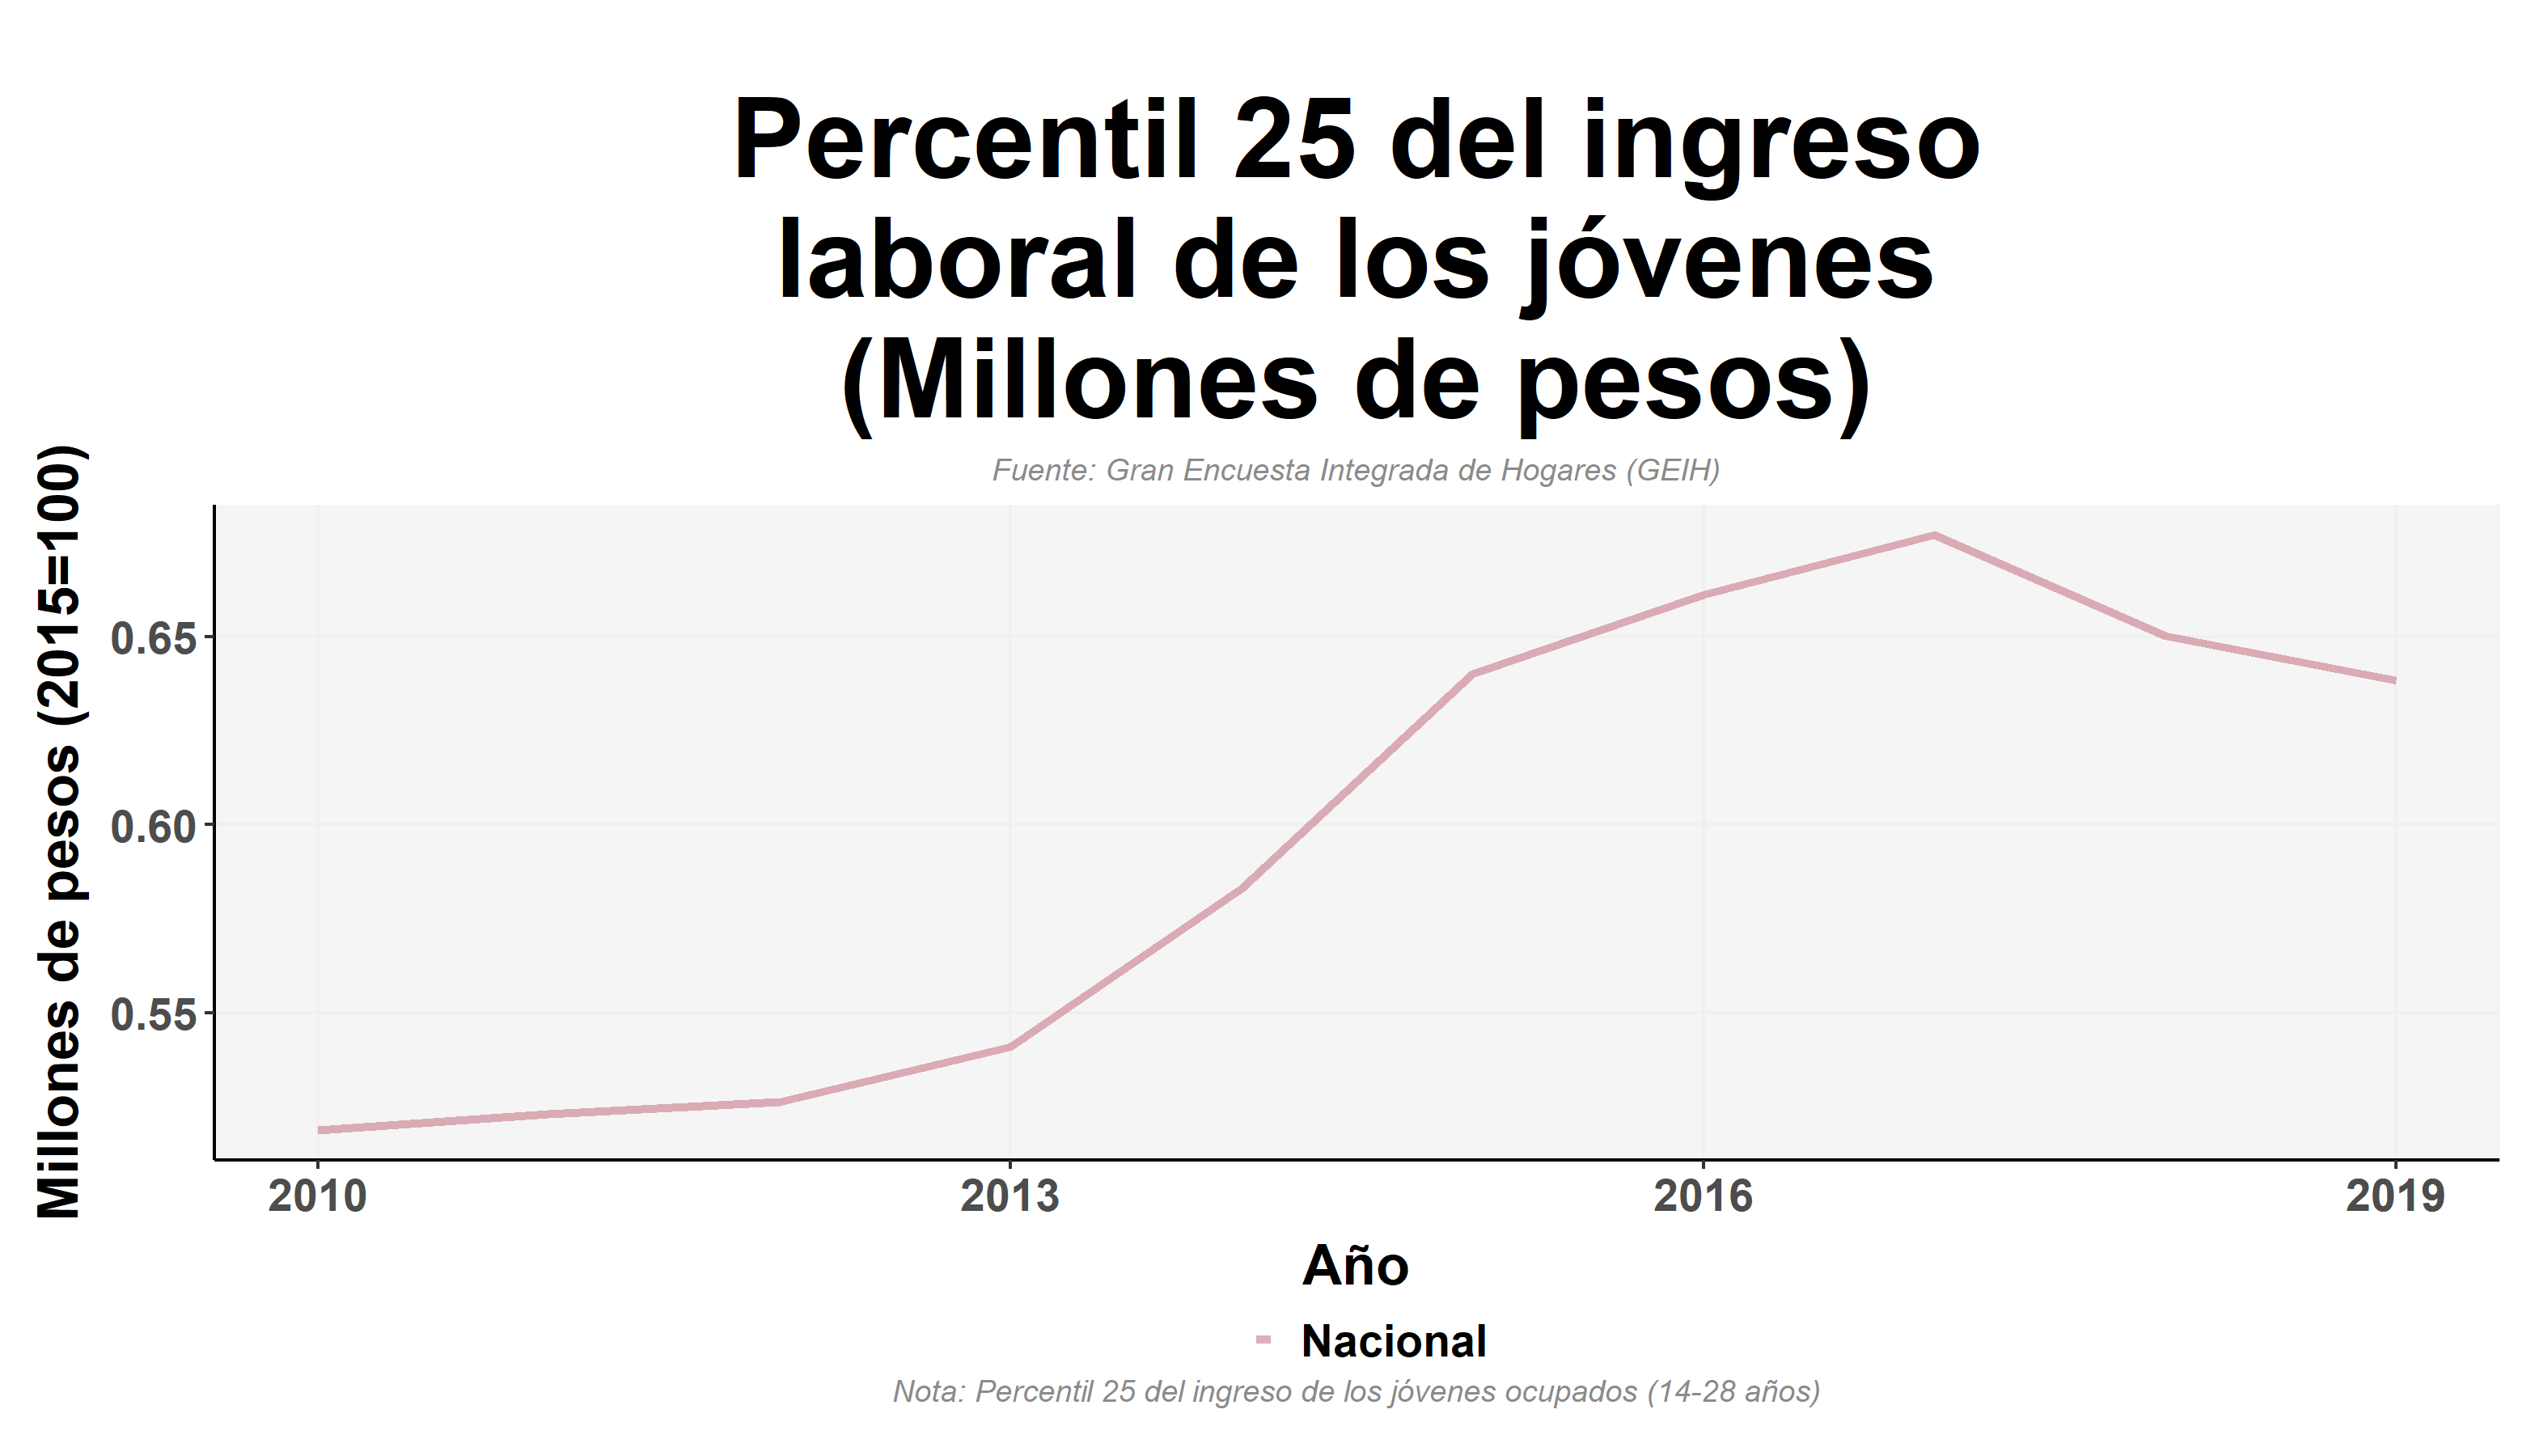 Percentil 25 del ingreso
laboral de los jóvenes
(Millones de pesos)
Fuente: Gran Encuesta Integrada de Hogares (GEIH)
Millones de pesos (2015=100)
0.65
0.60
0.55
2010
2013
2016
2019
Año
Nacional
Nota: Percentil 25 del ingreso de los jóvenes ocupados (14-28 años)